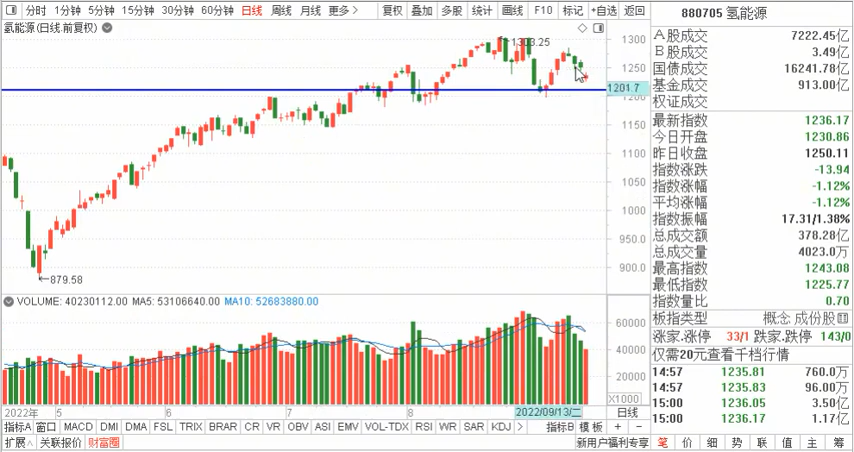 分时 1分钟 5分钟 15分钟 30分钟 60分钟 日线 周线 月线 更多 > 复权 叠加 多股 统计 画线 F10 标记 +自选 返回
氢能源(日线.前复权)
1303.25
879.58
1300
1250
1201.7
1200
1150
1100
1050
1000
950.0
900.0
VOLUME: 40230112.00 MA5: 53106640.00 MA10: 52683880.00
60000
40000
20000
X1000
2022年 5 6 7 8 2022/09/13/二 日线
指标A 窗口 MACD DMI DMA FSL TRIX BRAR CR VR OBV ASI EMV VOL-TDX RSI WR SAR KDJ > 指标B 模板 + -
扩展∧ 关联报价 财富圈 新用户福利专享
880705 氢能源
A股成交 7222.45亿
B股成交 3.49亿
国债成交 16241.78亿
基金成交 913.00亿
权证成交
最新指数 1236.17
今日开盘 1230.86
昨日收盘 1250.11
指数涨跌 -13.94
指数涨幅 -1.12%
平均涨幅 -1.12%
指数振幅 17.31/1.38%
总成交额 378.28亿
总成交量 4023.0万
最高指数 1243.08
最低指数 1225.77
指数量比 0.70
板指类型 概念 成份股
涨家.涨停 33/1 跌家.跌停 143/0
仅需20元查看千档行情
14:57 1235.81 760.0万
14:57 1235.83 96.00万
15:00 1236.05 3.50亿
15:00 1236.17 1.17亿
笔 价 细 势 联 值 主 筹